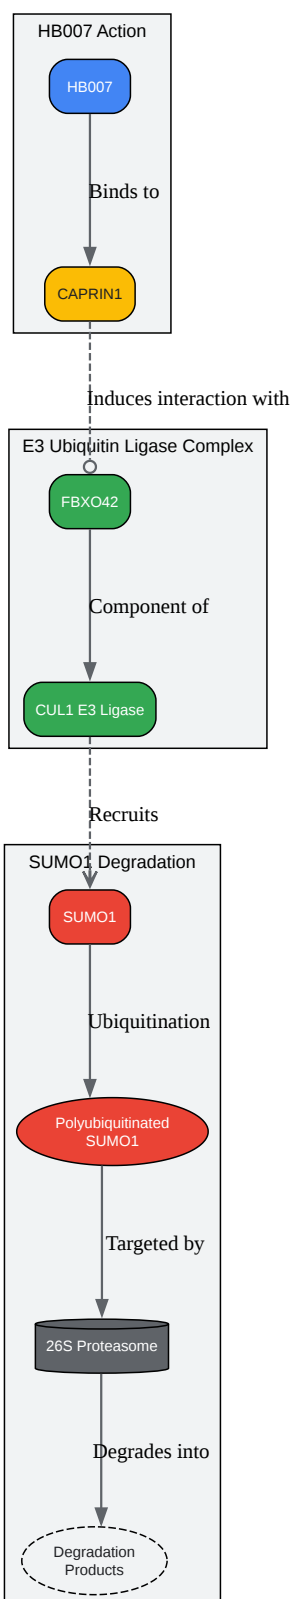 HB007 Action
HB007
Binds to
CAPRIN1
Induces interaction with
E3 Ubiquitin Ligase Complex
FBXO42
Component of
CUL1 E3 Ligase
Recruits
SUMO1 Degradation
SUMO1
Ubiquitination
Polyubiquitinated
SUMO1
Targeted by
26S Proteasome
Degrades into
Degradation
Products